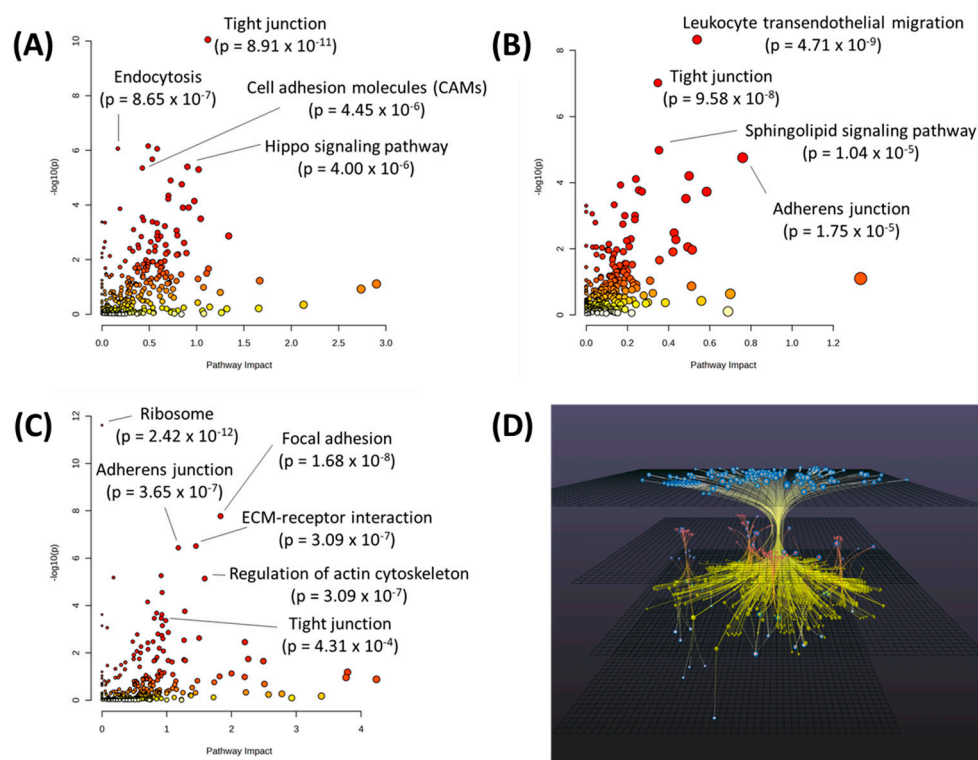 (A)
Tight junction
(p = 8.91 x 10-11)
Endocytosis
(p = 8.65 x 10-7)
Cell adhesion molecules (CAMs)
(p = 4.45 x 10-6)
Hippo signaling pathway
(p = 4.00 x 10-6)
-log10(p)
10
8
6
4
2
0
0.0 0.5 1.0 1.5 2.0 2.5 3.0
Pathway Impact
(B)
Leukocyte transendothelial migration
(p = 4.71 x 10-9)
Tight junction
(p = 9.58 x 10-8)
Sphingolipid signaling pathway
(p = 1.04 x 10-5)
Adherens junction
(p = 1.75 x 10-5)
-log10(p)
8
6
4
2
0
0.0 0.2 0.4 0.6 0.8 1.0 1.2
Pathway Impact
(C)
Ribosome
(p = 2.42 x 10-12)
Focal adhesion
(p = 1.68 x 10-8)
Adherens junction
(p = 3.65 x 10-7)
ECM-receptor interaction
(p = 3.09 x 10-7)
Regulation of actin cytoskeleton
(p = 3.09 x 10-7)
Tight junction
(p = 4.31 x 10-4)
-log10(p)
12
10
8
6
4
2
0
0 1 2 3 4
Pathway Impact
(D)